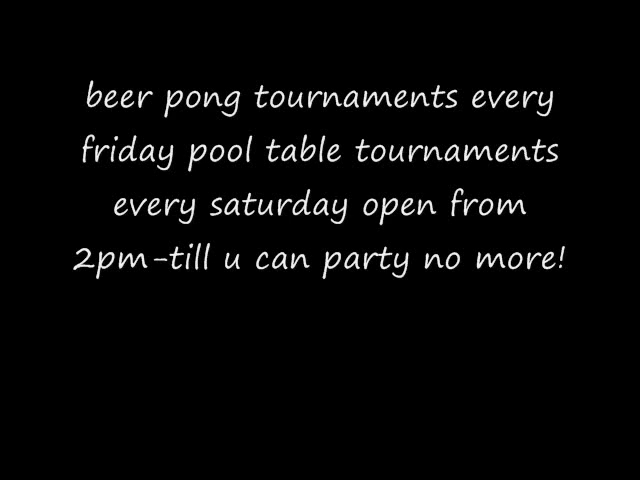 beer pong tournaments every
friday pool table tournaments
every saturday open from
2pm-till u can party no more!